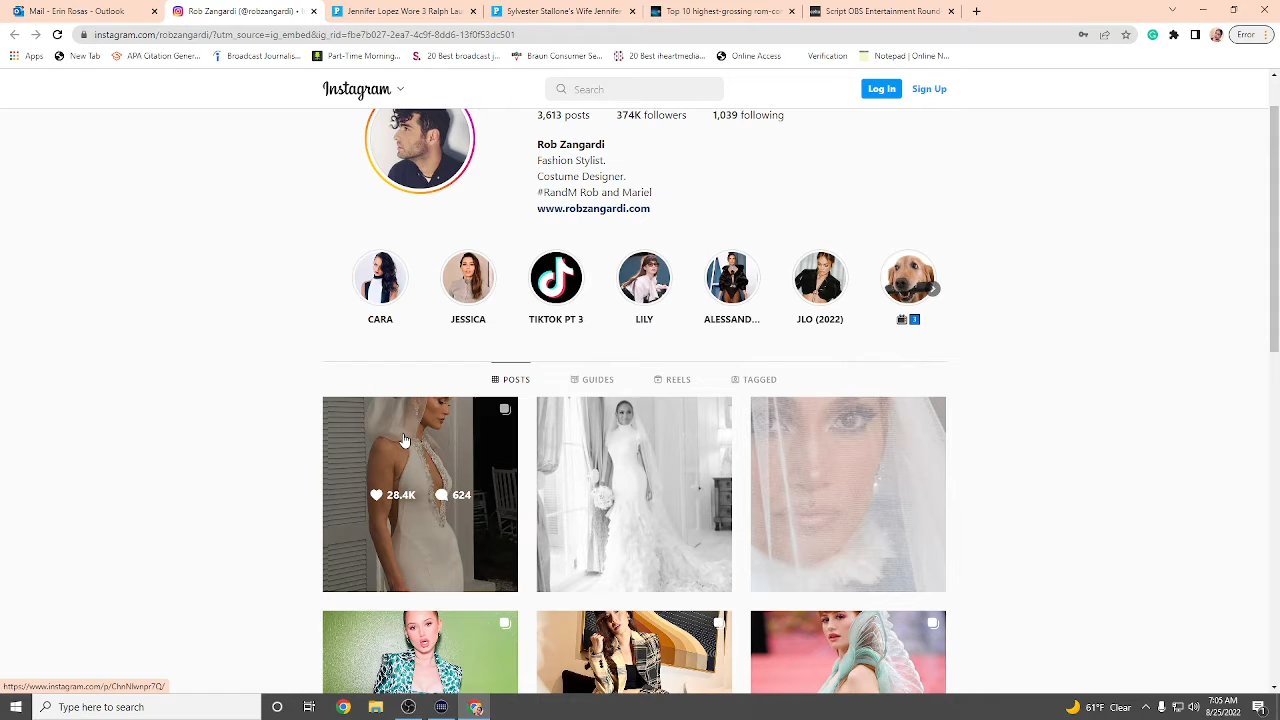 Mail - Erin Rosas - Outlook
Rob Zangardi (@robzangardi) • I
Jennifer Lopez Wore 3 Ralph Lau
Sylvester Stallone's Wife Jennifer
Top 10 highest-grossing rom-co
Script OBS Entertainment Round
instagram.com/robzangardi/?utm_source=ig_embed&ig_rid=fbe7b027-2ea7-4c9f-8dd6-13f0f53dc501
Error
Apps
New Tab
APA Citation Gener...
Broadcast Journalis...
Part-Time Morning...
20 Best broadcast j...
Braun Consumer Se...
20 Best iheartmedia...
Online Access
Verification
Notepad | Online N...
Instagram
Search
Log In
Sign Up
3,613 posts
374K followers
1,039 following
Rob Zangardi
Fashion Stylist.
Costume Designer.
#RandM Rob and Mariel
www.robzangardi.com
CARA
JESSICA
TIKTOK PT 3
LILY
ALESSAND...
JLO (2022)
3
POSTS
GUIDES
REELS
TAGGED
28.4K
624
Type here to search
61°F Clear
7:05 AM
8/25/2022